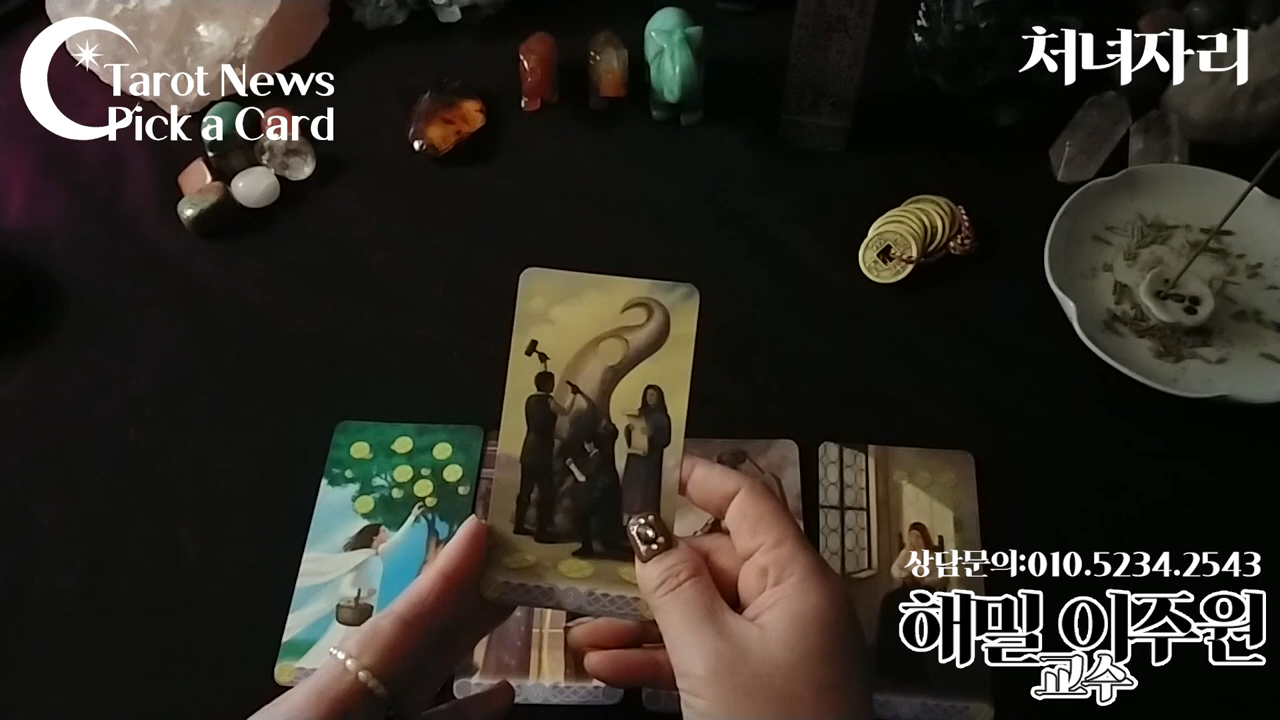 Tarot News
Pick a Card
처녀자리
상담문의:010.5234.2543
해밀 이주원
교수